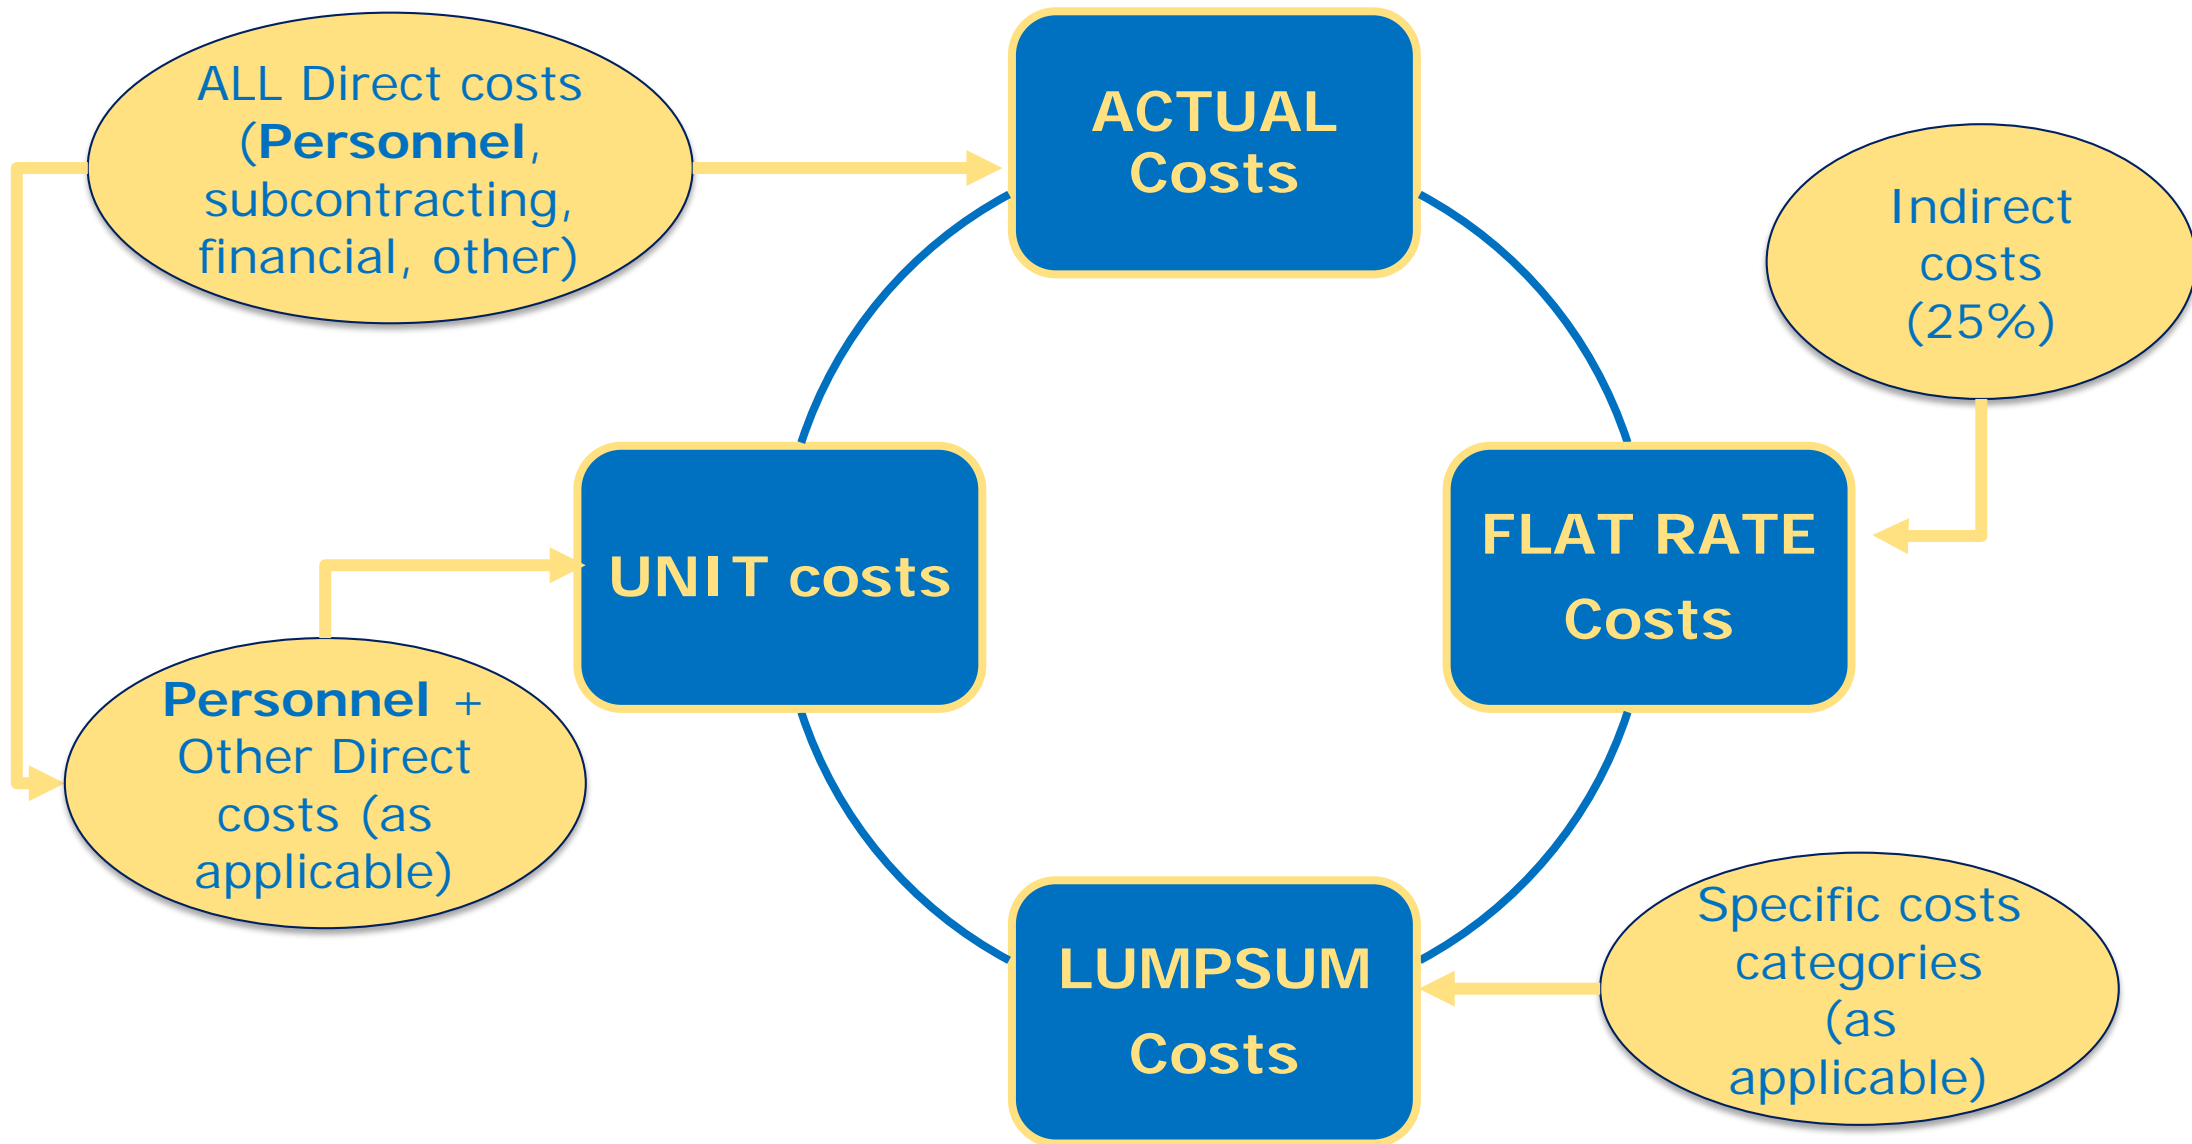 ALL Direct costs
(Personnel,
subcontracting,
financial, other)
ACTUAL
Costs
Indirect
costs
(25%)
UNIT costs
FLAT RATE
Costs
Personnel +
Other Direct
costs (as
applicable)
LUMPSUM
Costs
Specific costs
categories
(as
applicable)